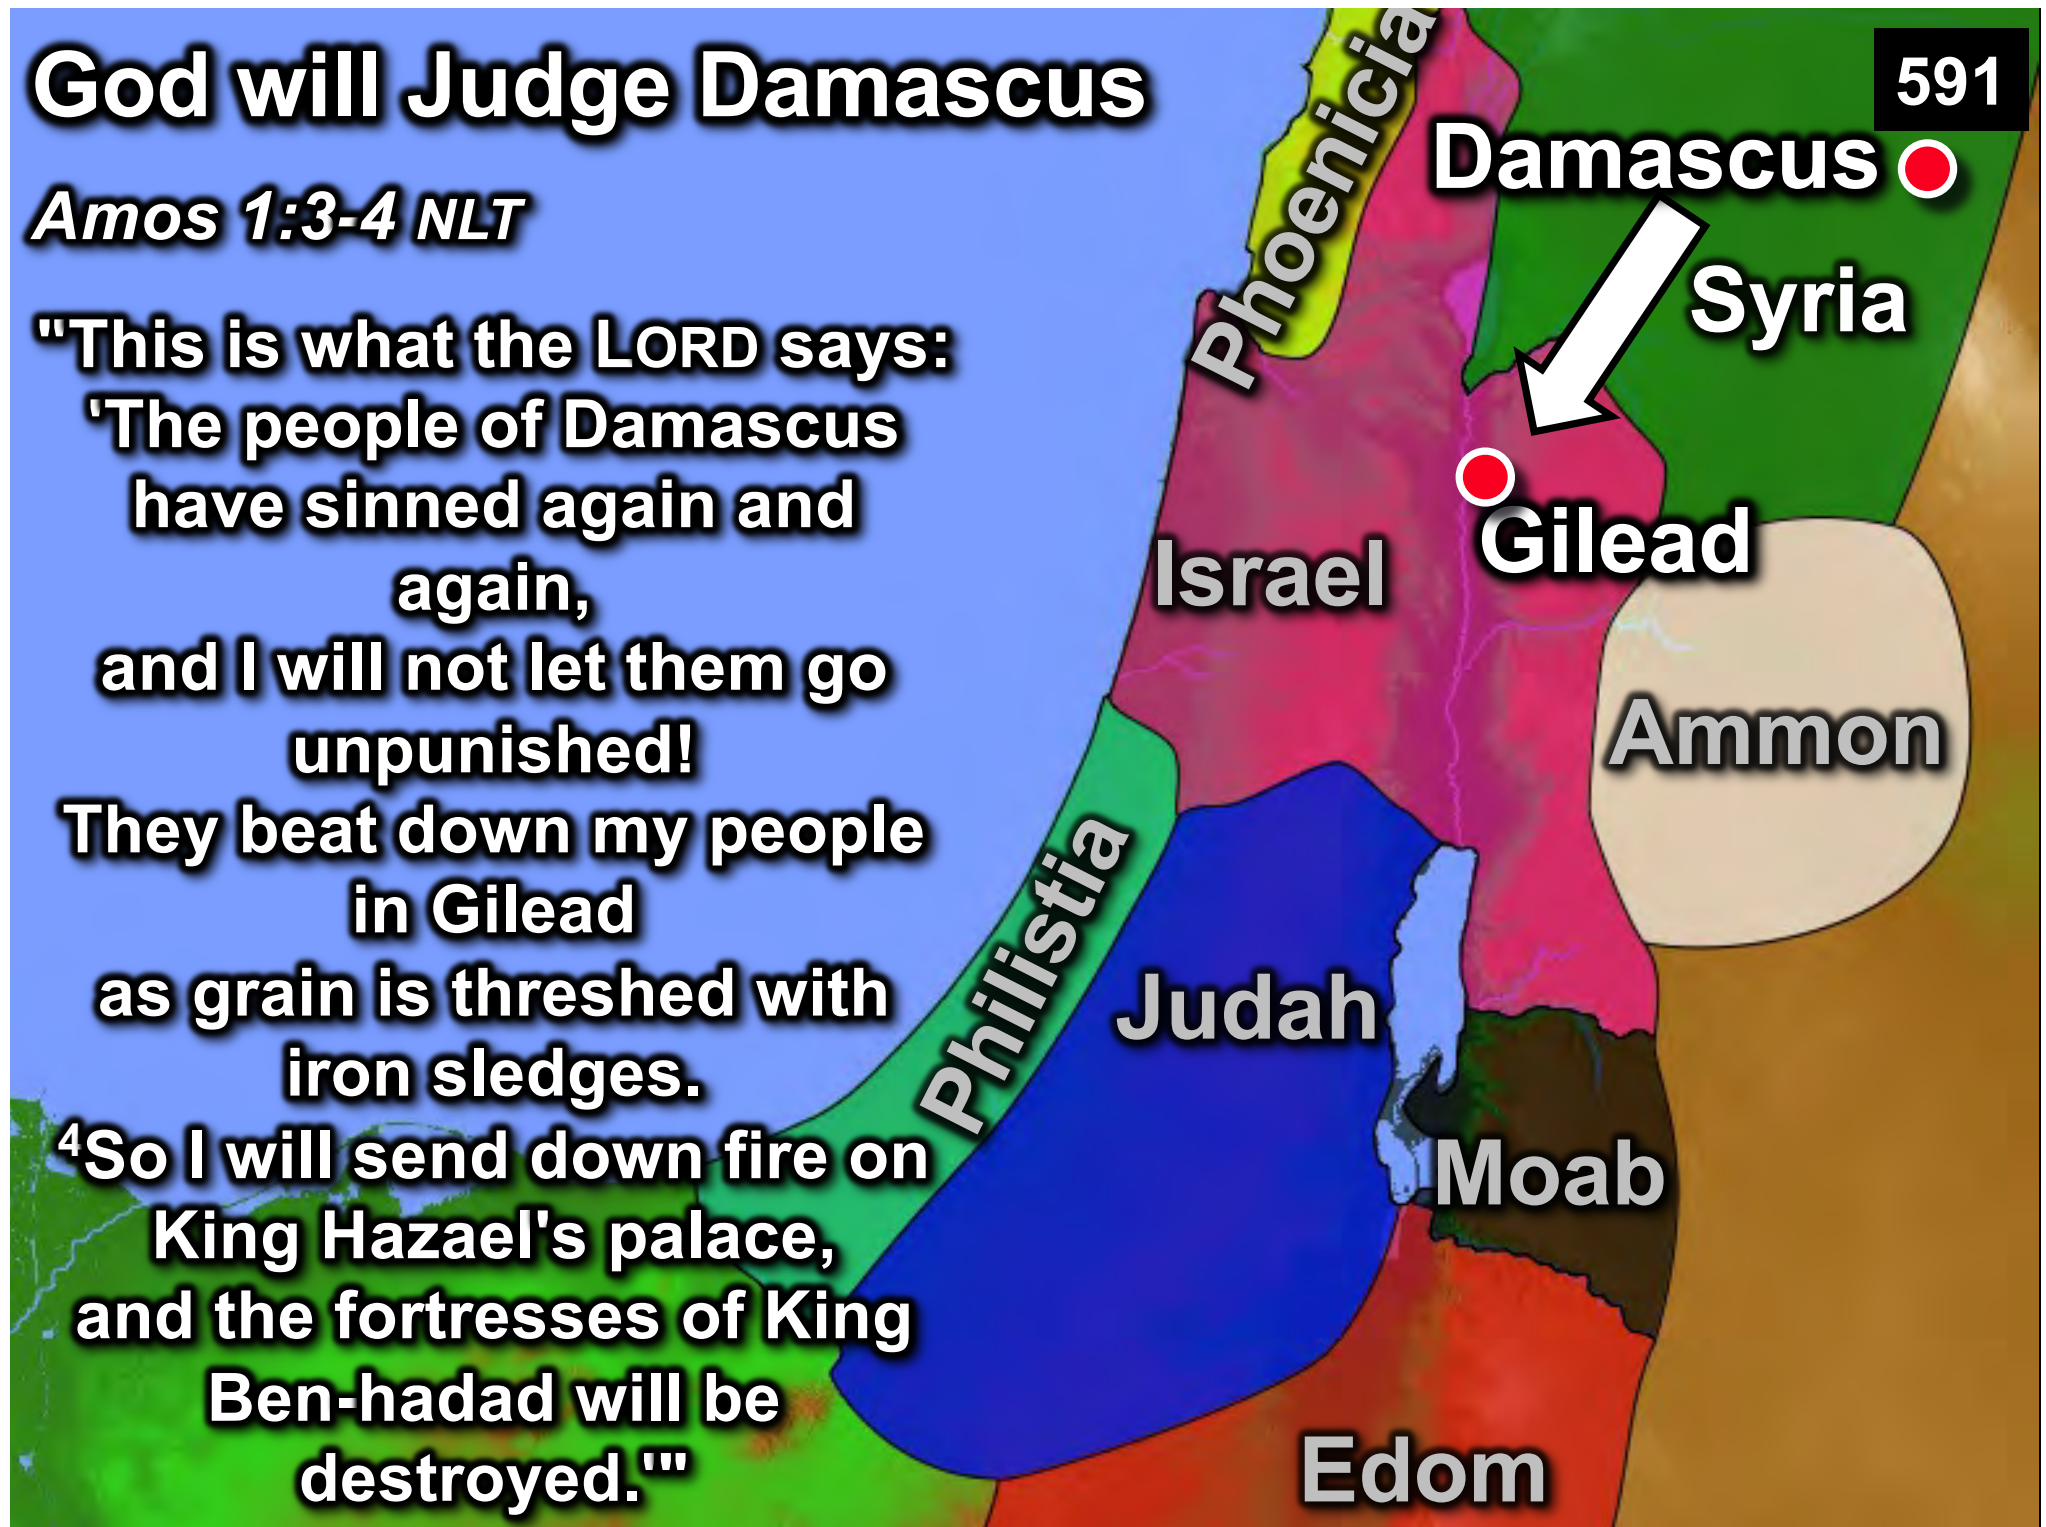 God will Judge Damascus
591
Amos 1:3-4 NLT
"This is what the LORD says:
'The people of Damascus
have sinned again and
again,
and I will not let them go
unpunished!
They beat down my people
in Gilead
as grain is threshed with
iron sledges.
4So I will send down fire on
King Hazael's palace,
and the fortresses of King
Ben-hadad will be
destroyed.'"
Phoenicia
Damascus
Syria
Gilead
Israel
Ammon
Philistia
Judah
Moab
Edom